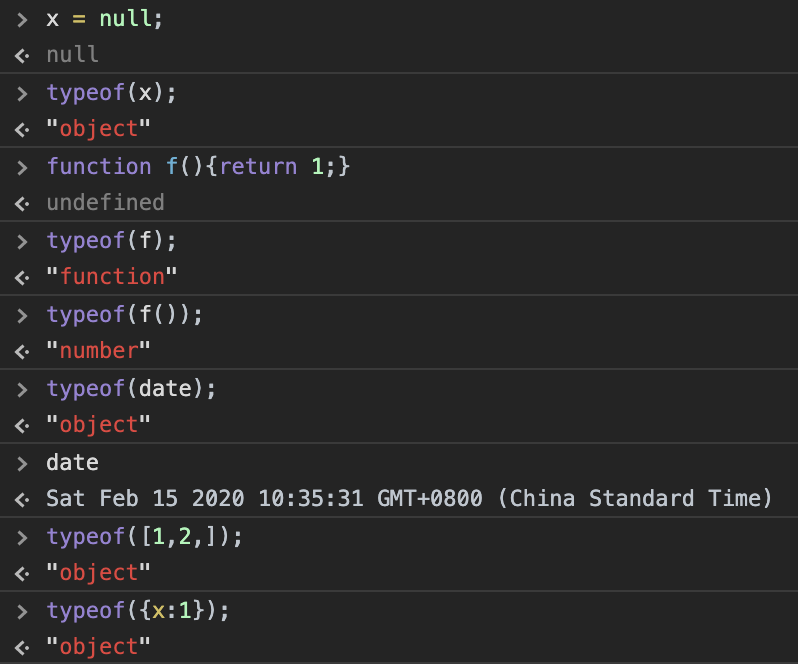 > x = null;
< null
> typeof(x);
< "object"
> function f(){return 1;}
< undefined
> typeof(f);
< "function"
> typeof(f());
< "number"
> typeof(date);
< "object"
> date
< Sat Feb 15 2020 10:35:31 GMT+0800 (China Standard Time)
> typeof([1,2,]);
< "object"
> typeof({x:1});
< "object"